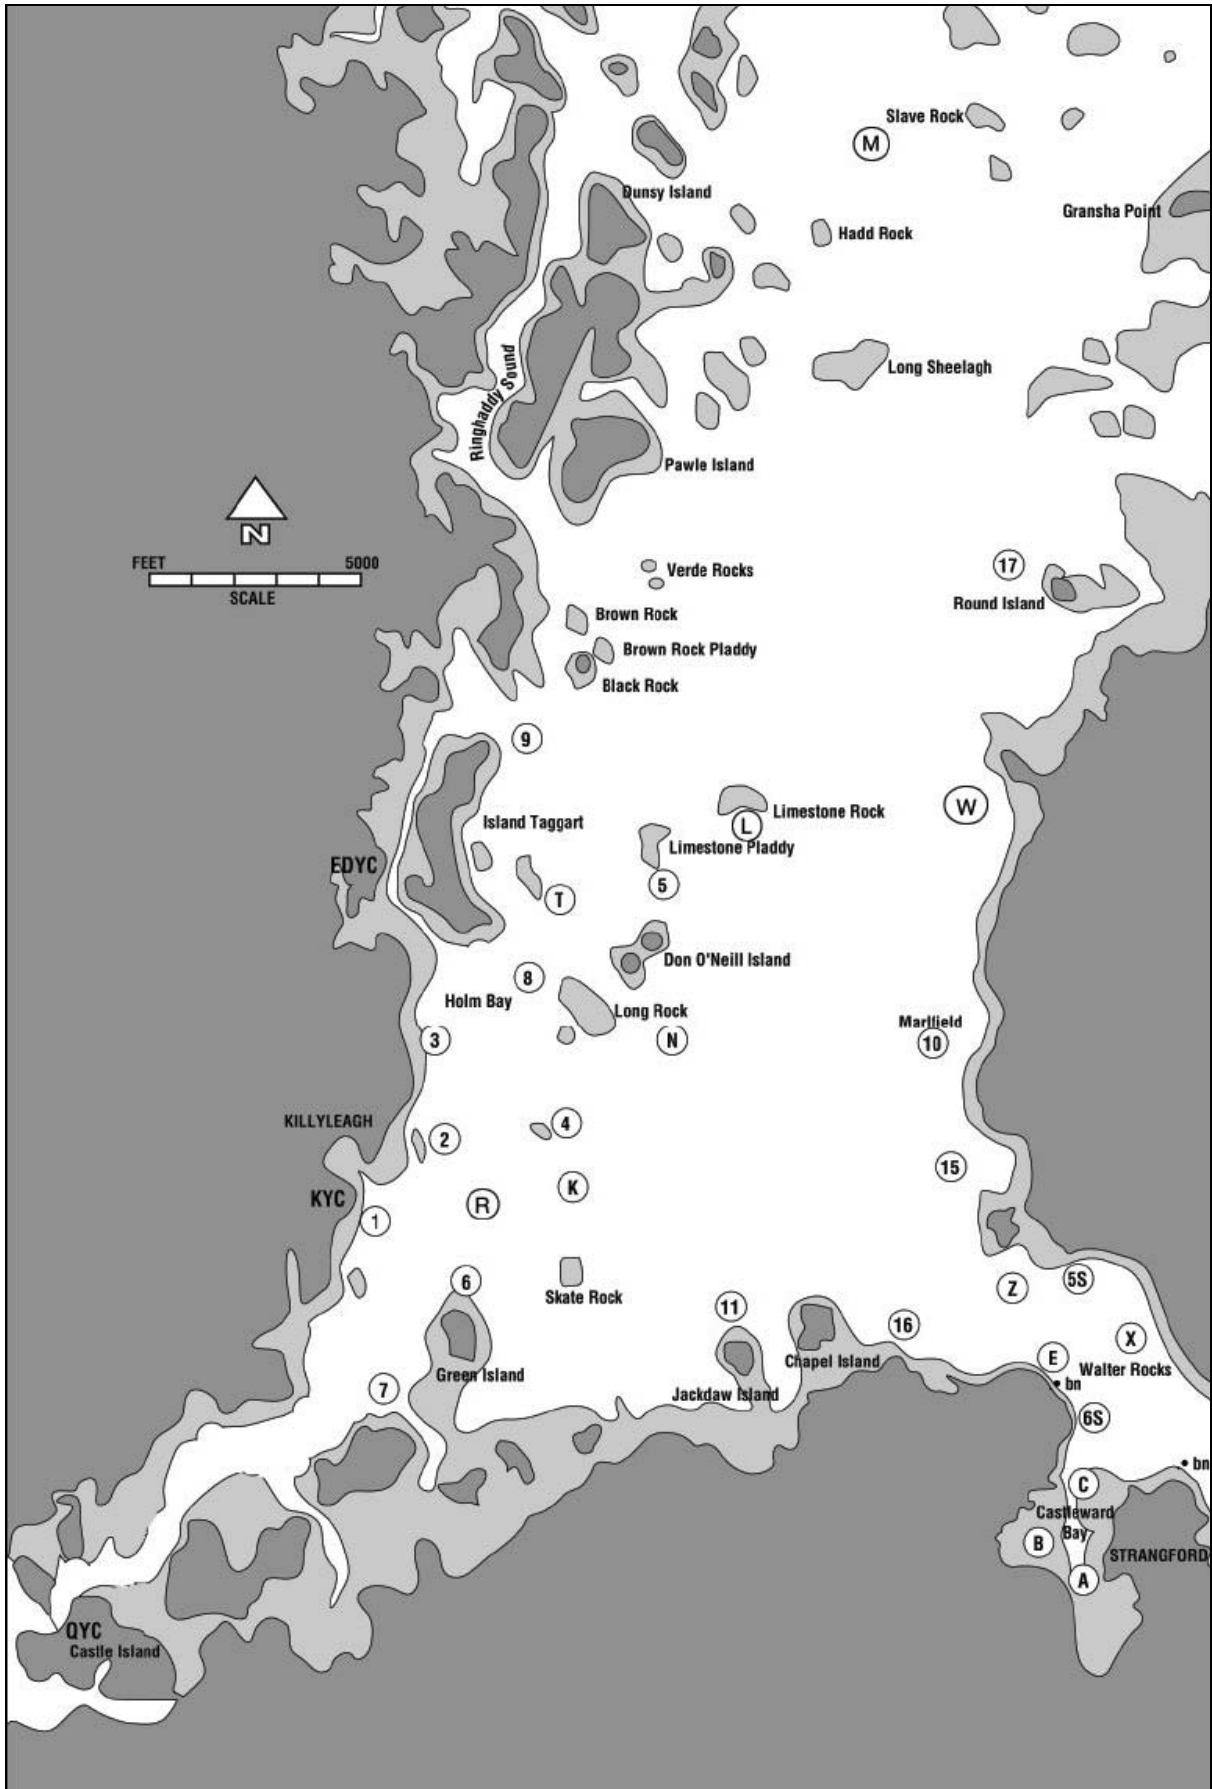 Slave Rock
M
Dunsy Island
Gransha Point
Hadd Rock
Ringhaddy Sound
Long Sheelagh
Pawle Island
N
FEET 5000
SCALE
17
Verde Rocks
Round Island
Brown Rock
Brown Rock Pladdy
Black Rock
9
W
Limestone Rock
Island Taggart
L
Limestone Pladdy
EDYC
5
T
Don O'Neill Island
8
Holm Bay
Long Rock
Marlfield
3
N
10
KILLYLEAGH
4
2
15
K
KYC
R
1
6
5S
Z
Skate Rock
11
16
X
Chapel Island
E
Walter Rocks
Green Island
bn
7
Jackdaw Island
6S
bn
C
Castleward
Bay
B
STRANGFORD
A
QYC
Castle Island